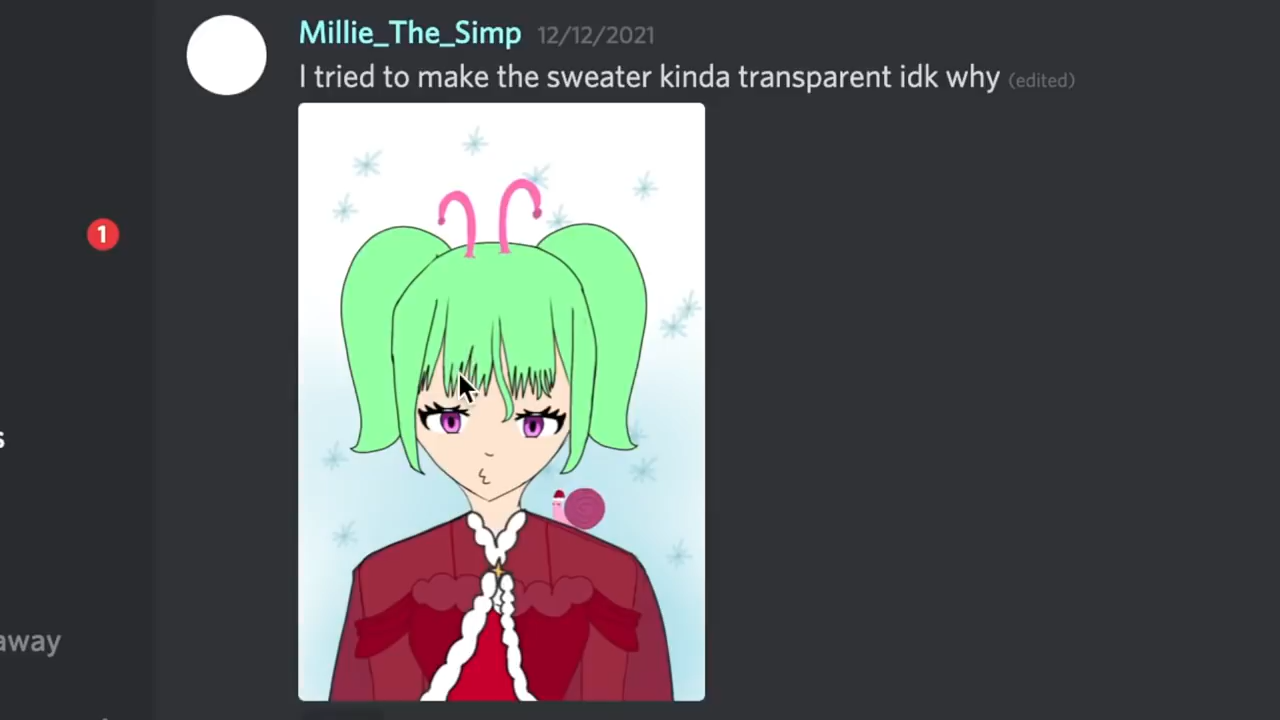 Millie_The_Simp 12/12/2021
I tried to make the sweater kinda transparent idk why (edited)
1
s
away